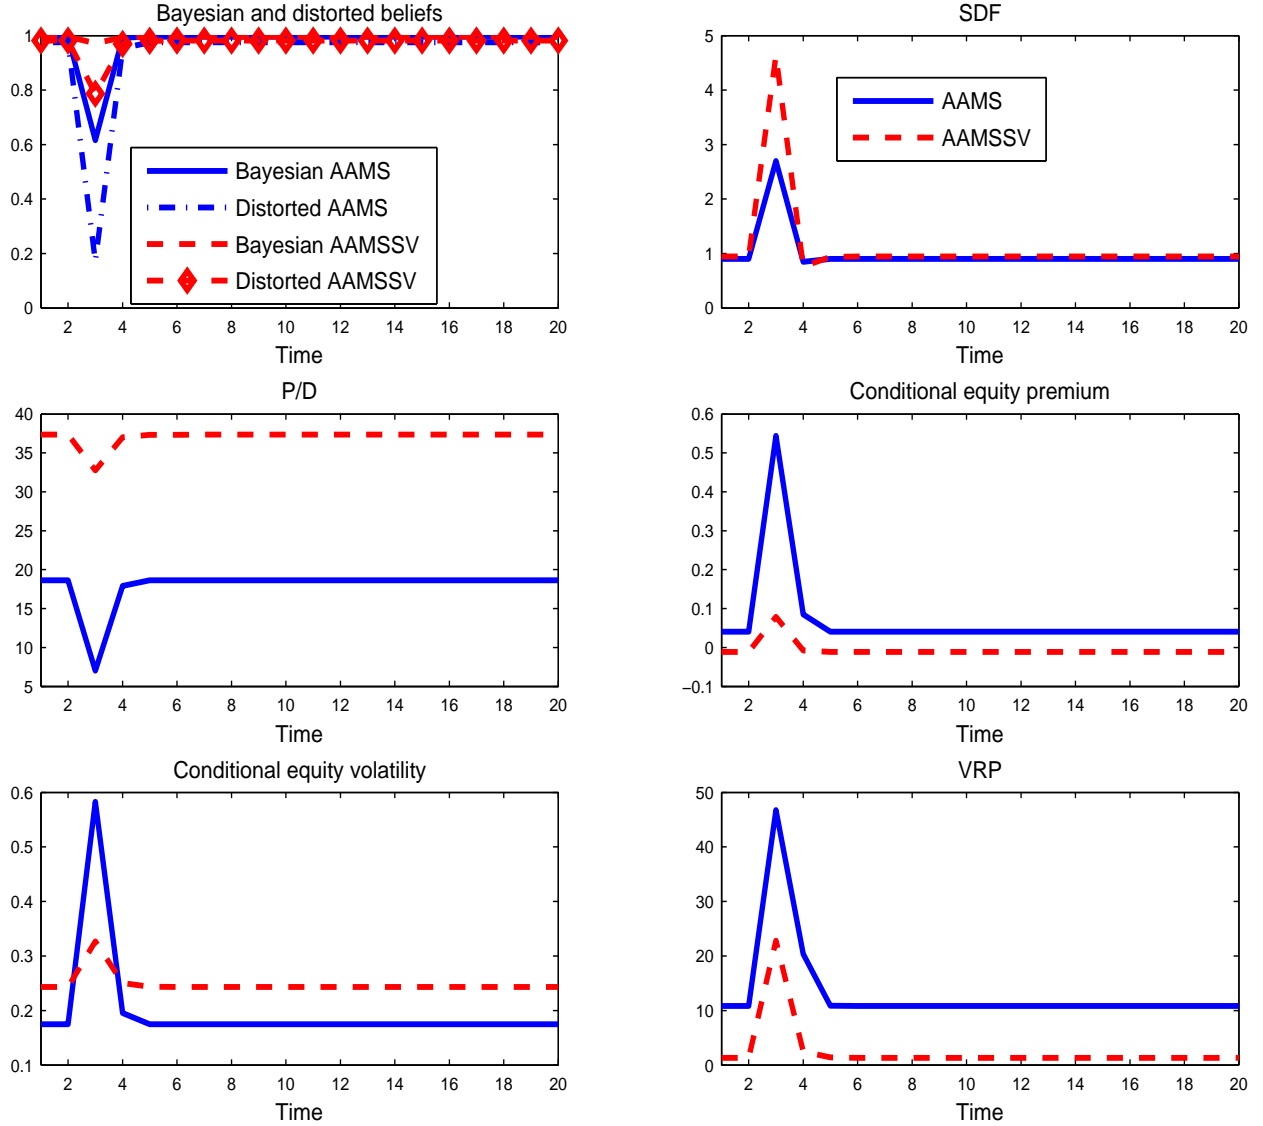 Bayesian and distorted beliefs
1
0.8
0.6
0.4
0.2
0
Bayesian AAMS
Distorted AAMS
Bayesian AAMSSV
Distorted AAMSSV
2 4 6 8 10 12 14 16 18 20
Time
SDF
5
4
3
2
1
0
AAMS
AAMSSV
2 4 6 8 10 12 14 16 18 20
Time
P/D
40
35
30
25
20
15
10
5
2 4 6 8 10 12 14 16 18 20
Time
Conditional equity premium
0.6
0.5
0.4
0.3
0.2
0.1
0
−0.1
2 4 6 8 10 12 14 16 18 20
Time
Conditional equity volatility
0.6
0.5
0.4
0.3
0.2
0.1
2 4 6 8 10 12 14 16 18 20
Time
VRP
50
40
30
20
10
0
2 4 6 8 10 12 14 16 18 20
Time